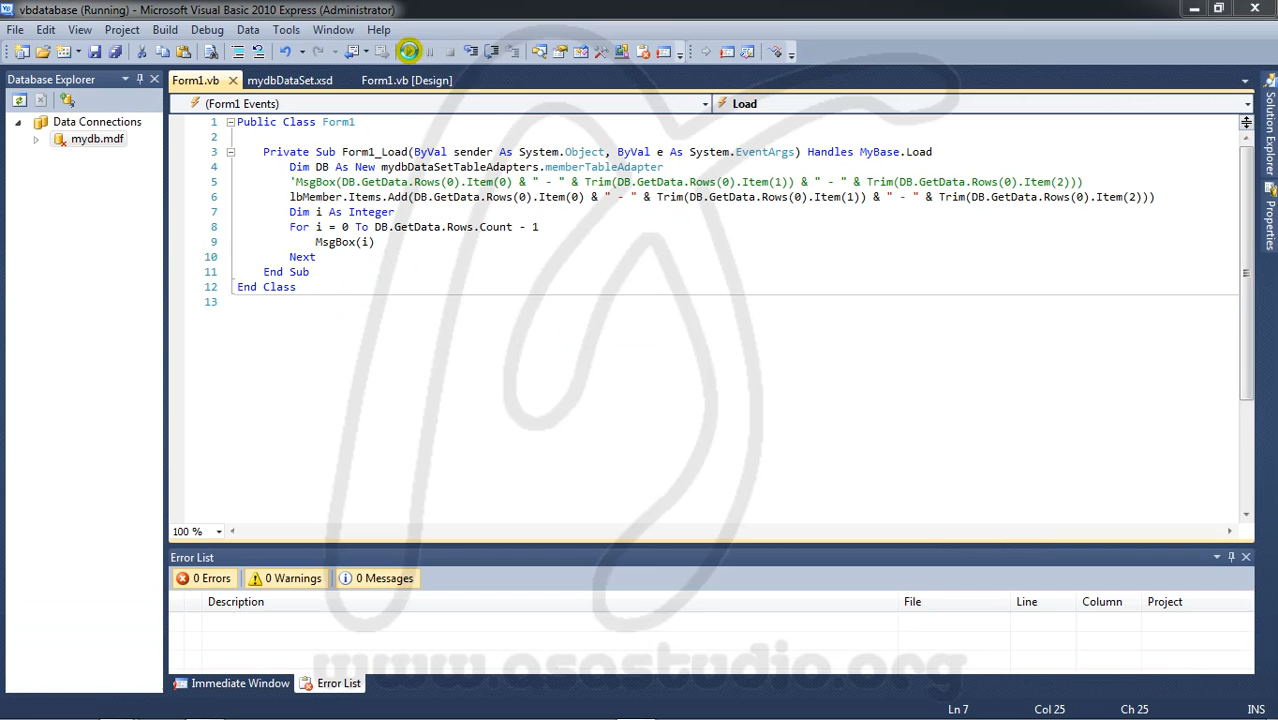 vbdatabase (Running) - Microsoft Visual Basic 2010 Express (Administrator)
File Edit View Project Build Debug Data Tools Window Help
Database Explorer
Form1.vb mydbDataSet.xsd Form1.vb [Design]
(Form1 Events) Load
Data Connections
mydb.mdf
1 Public Class Form1
2
3 Private Sub Form1_Load(ByVal sender As System.Object, ByVal e As System.EventArgs) Handles MyBase.Load
4 Dim DB As New mydbDataSetTableAdapters.memberTableAdapter
5 'MsgBox(DB.GetData.Rows(0).Item(0) & " - " & Trim(DB.GetData.Rows(0).Item(1)) & " - " & Trim(DB.GetData.Rows(0).Item(2)))
6 lbMember.Items.Add(DB.GetData.Rows(0).Item(0) & " - " & Trim(DB.GetData.Rows(0).Item(1)) & " - " & Trim(DB.GetData.Rows(0).Item(2)))
7 Dim i As Integer
8 For i = 0 To DB.GetData.Rows.Count - 1
9 MsgBox(i)
10 Next
11 End Sub
12 End Class
13
Solution Explorer
Properties
100 %
Error List
0 Errors 0 Warnings 0 Messages
Description File Line Column Project
www.asastudio.org
Immediate Window Error List
Ln 7 Col 25 Ch 25 INS